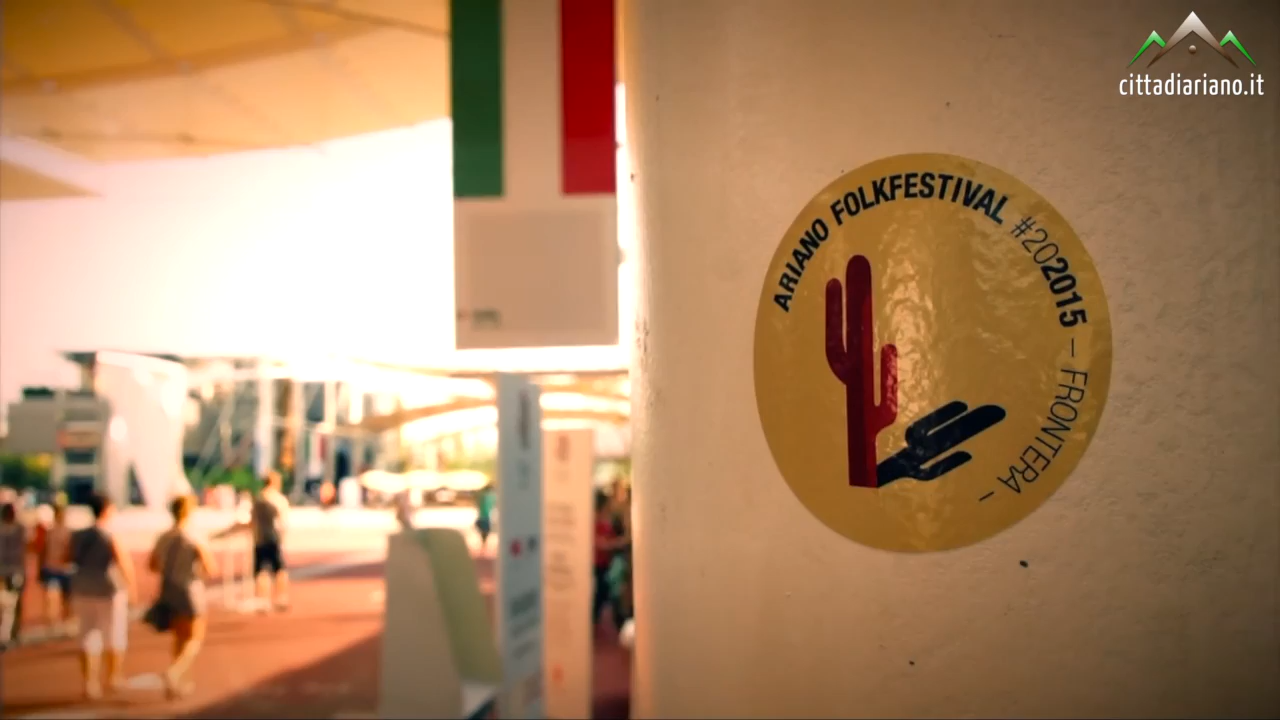 cittadiariano.it
ARIANO FOLKFESTIVAL #202015 – FRONTERA –